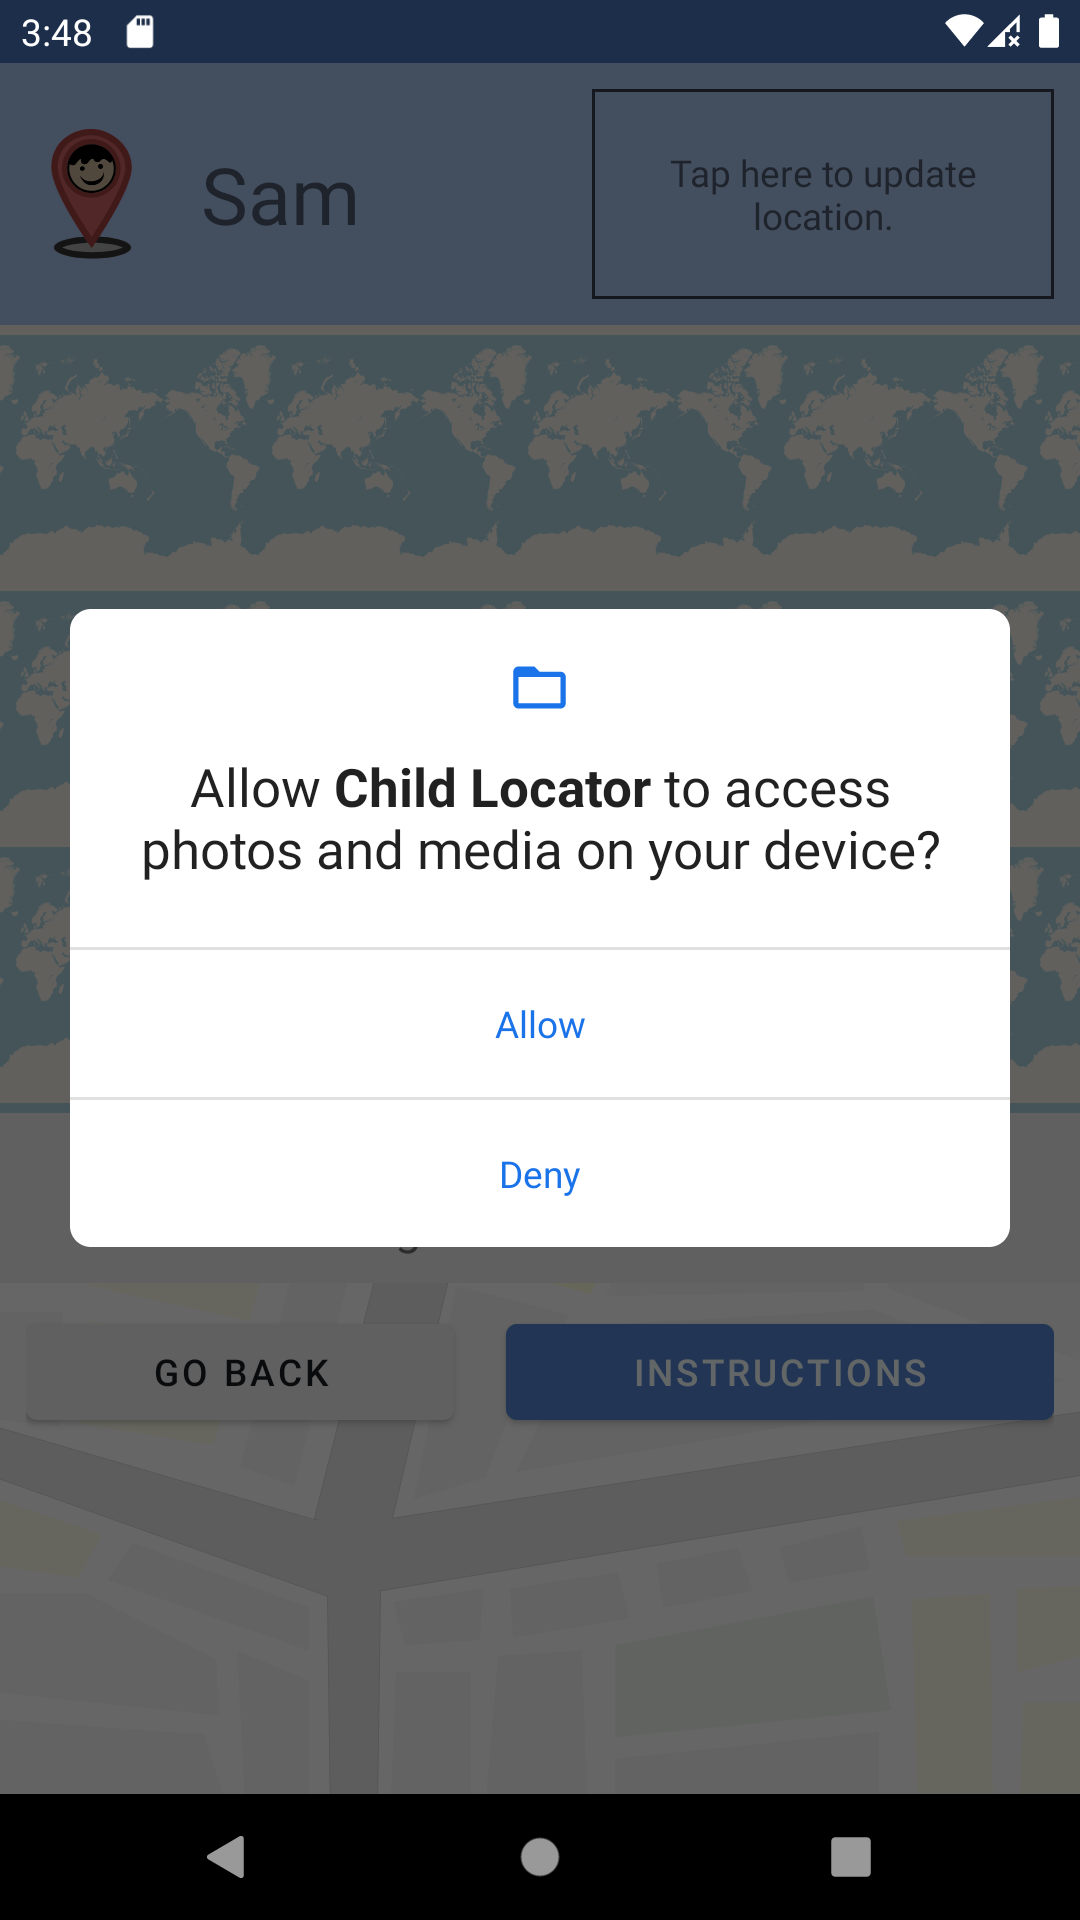 3:48
Sam
Tap here to update
location.
Allow Child Locator to access
photos and media on your device?
Allow
Deny
GO BACK
INSTRUCTIONS